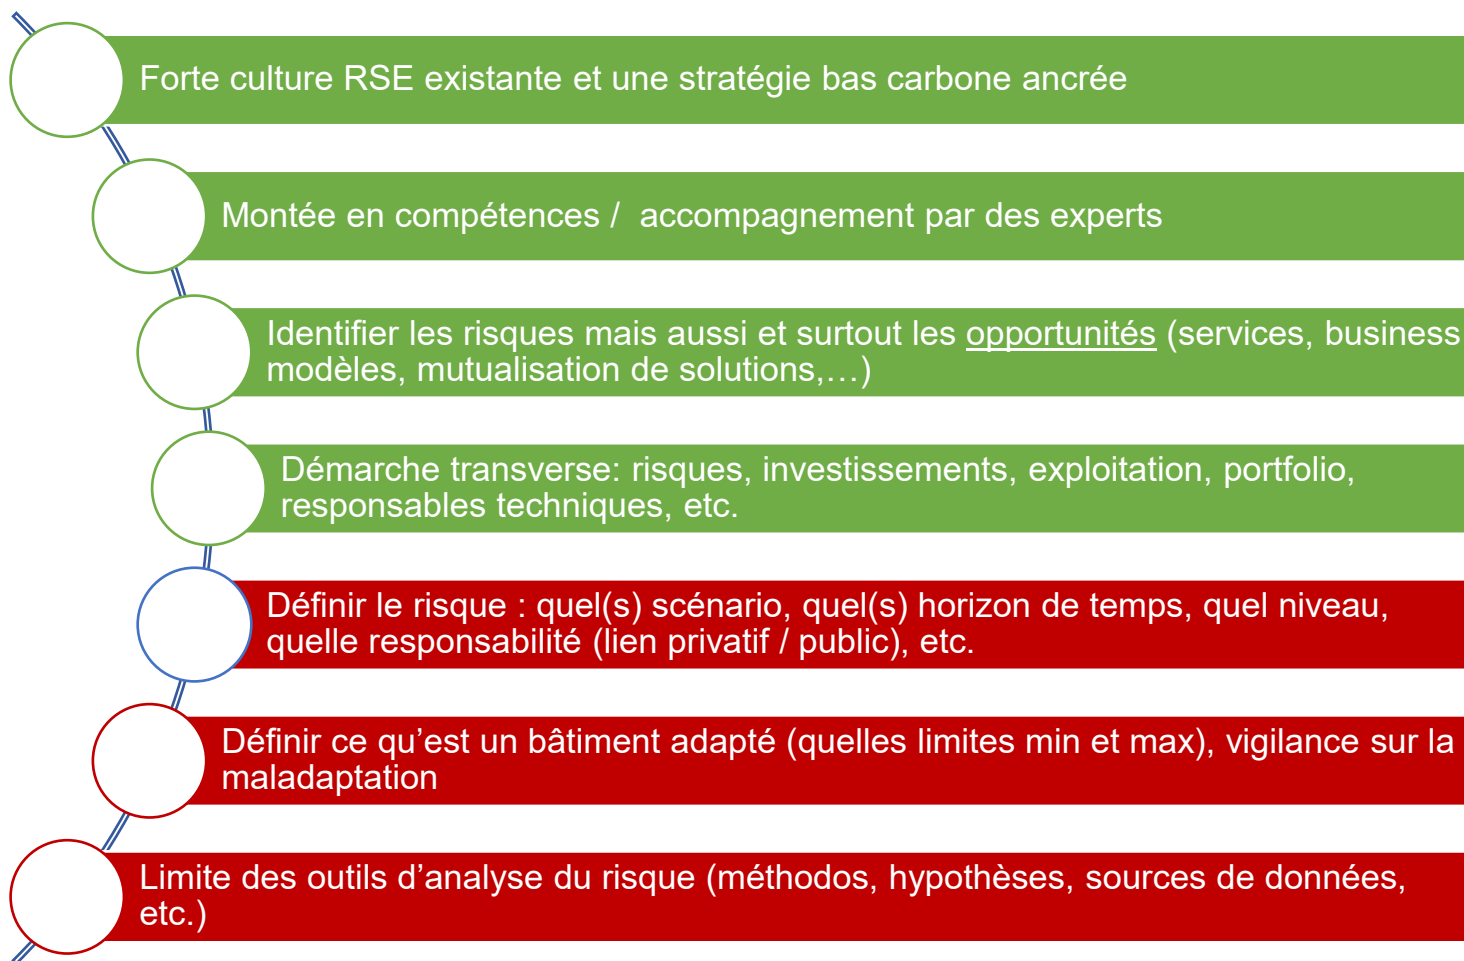 Forte culture RSE existante et une stratégie bas carbone ancrée
Montée en compétences /  accompagnement par des experts
Identifier les risques mais aussi et surtout les opportunités (services, business
modèles, mutualisation de solutions,…)
Démarche transverse: risques, investissements, exploitation, portfolio,
responsables techniques, etc.
Définir le risque : quel(s) scénario, quel(s) horizon de temps, quel niveau,
quelle responsabilité (lien privatif / public), etc.
Définir ce qu’est un bâtiment adapté (quelles limites min et max), vigilance sur la
maladaptation
Limite des outils d’analyse du risque (méthodos, hypothèses, sources de données,
etc.)